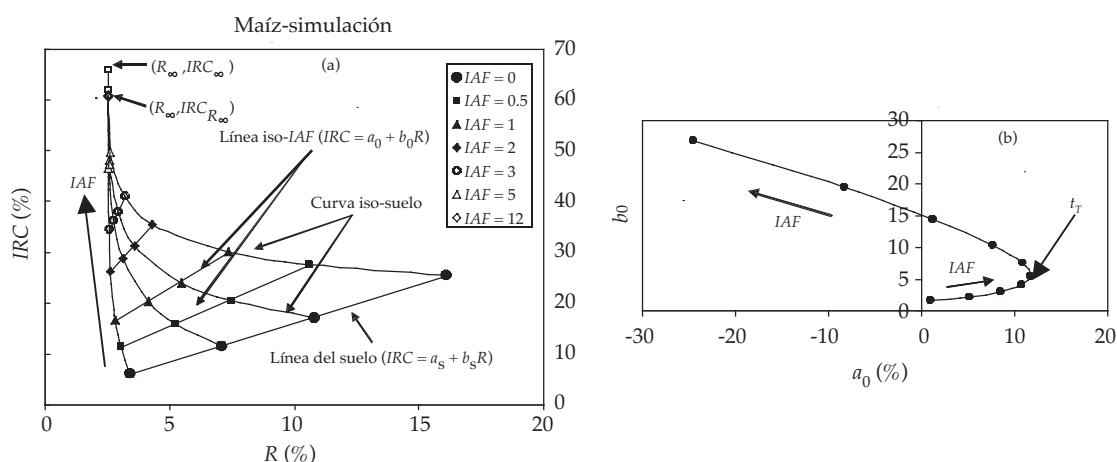 Maíz-simulación
(a)
IRC (%)
70
60
50
40
30
20
10
0
0
5
10
15
20
R (%)
(R∞,IRC∞)
(R∞,IRC_R∞)
Línea iso-IAF (IRC = a₀ + b₀R)
IAF
Curva iso-suelo
Línea del suelo (IRC = aₛ + bₛR)
IAF = 0
IAF = 0.5
IAF = 1
IAF = 2
IAF = 3
IAF = 5
IAF = 12
(b)
b0
30
25
20
15
10
5
0
-30
-20
-10
0
10
20
a₀ (%)
IAF
IAF
t_T